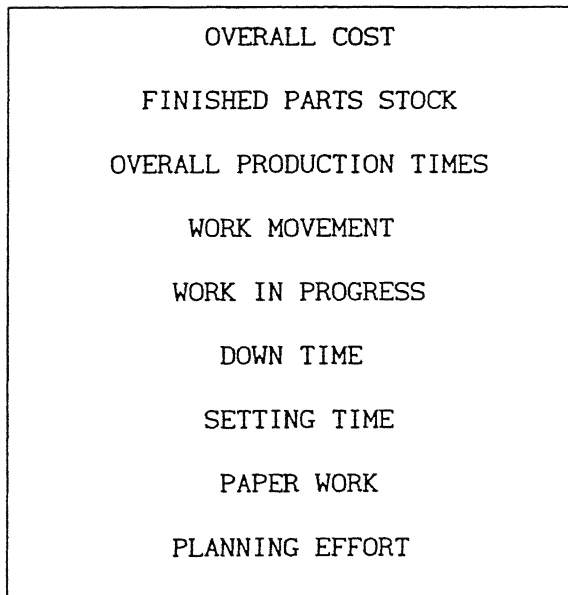 OVERALL COST
FINISHED PARTS STOCK
OVERALL PRODUCTION TIMES
WORK MOVEMENT
WORK IN PROGRESS
DOWN TIME
SETTING TIME
PAPER WORK
PLANNING EFFORT